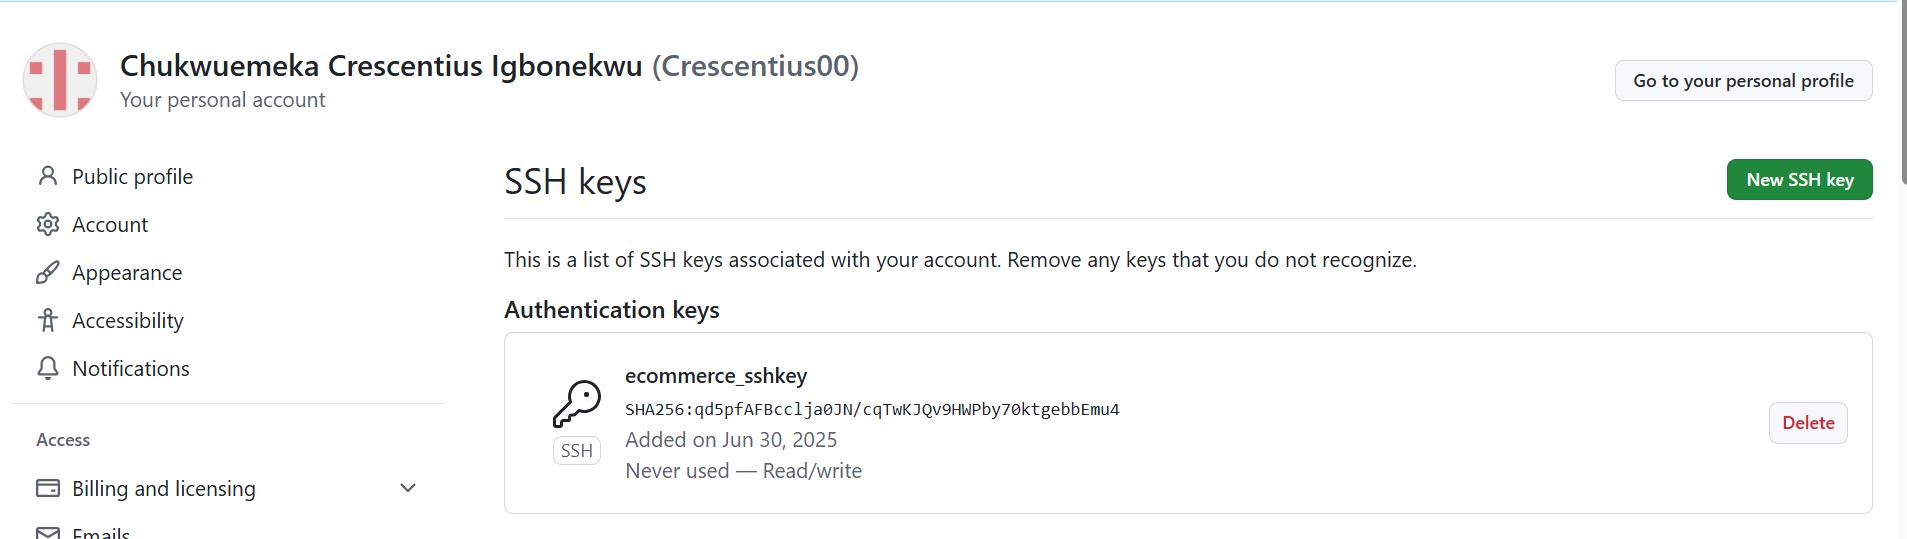 Chukwuemeka Crescentius Igbonekwu (Crescentius00)
Your personal account
Go to your personal profile
Public profile
Account
Appearance
Accessibility
Notifications
Access
Billing and licensing
Emails
SSH keys
New SSH key
This is a list of SSH keys associated with your account. Remove any keys that you do not recognize.
Authentication keys
ecommerce_sshkey
SHA256:qd5pfAFBcclja0JN/cqTwKJQv9HWPby70ktgebbEmu4
Added on Jun 30, 2025
Never used — Read/write
SSH
Delete